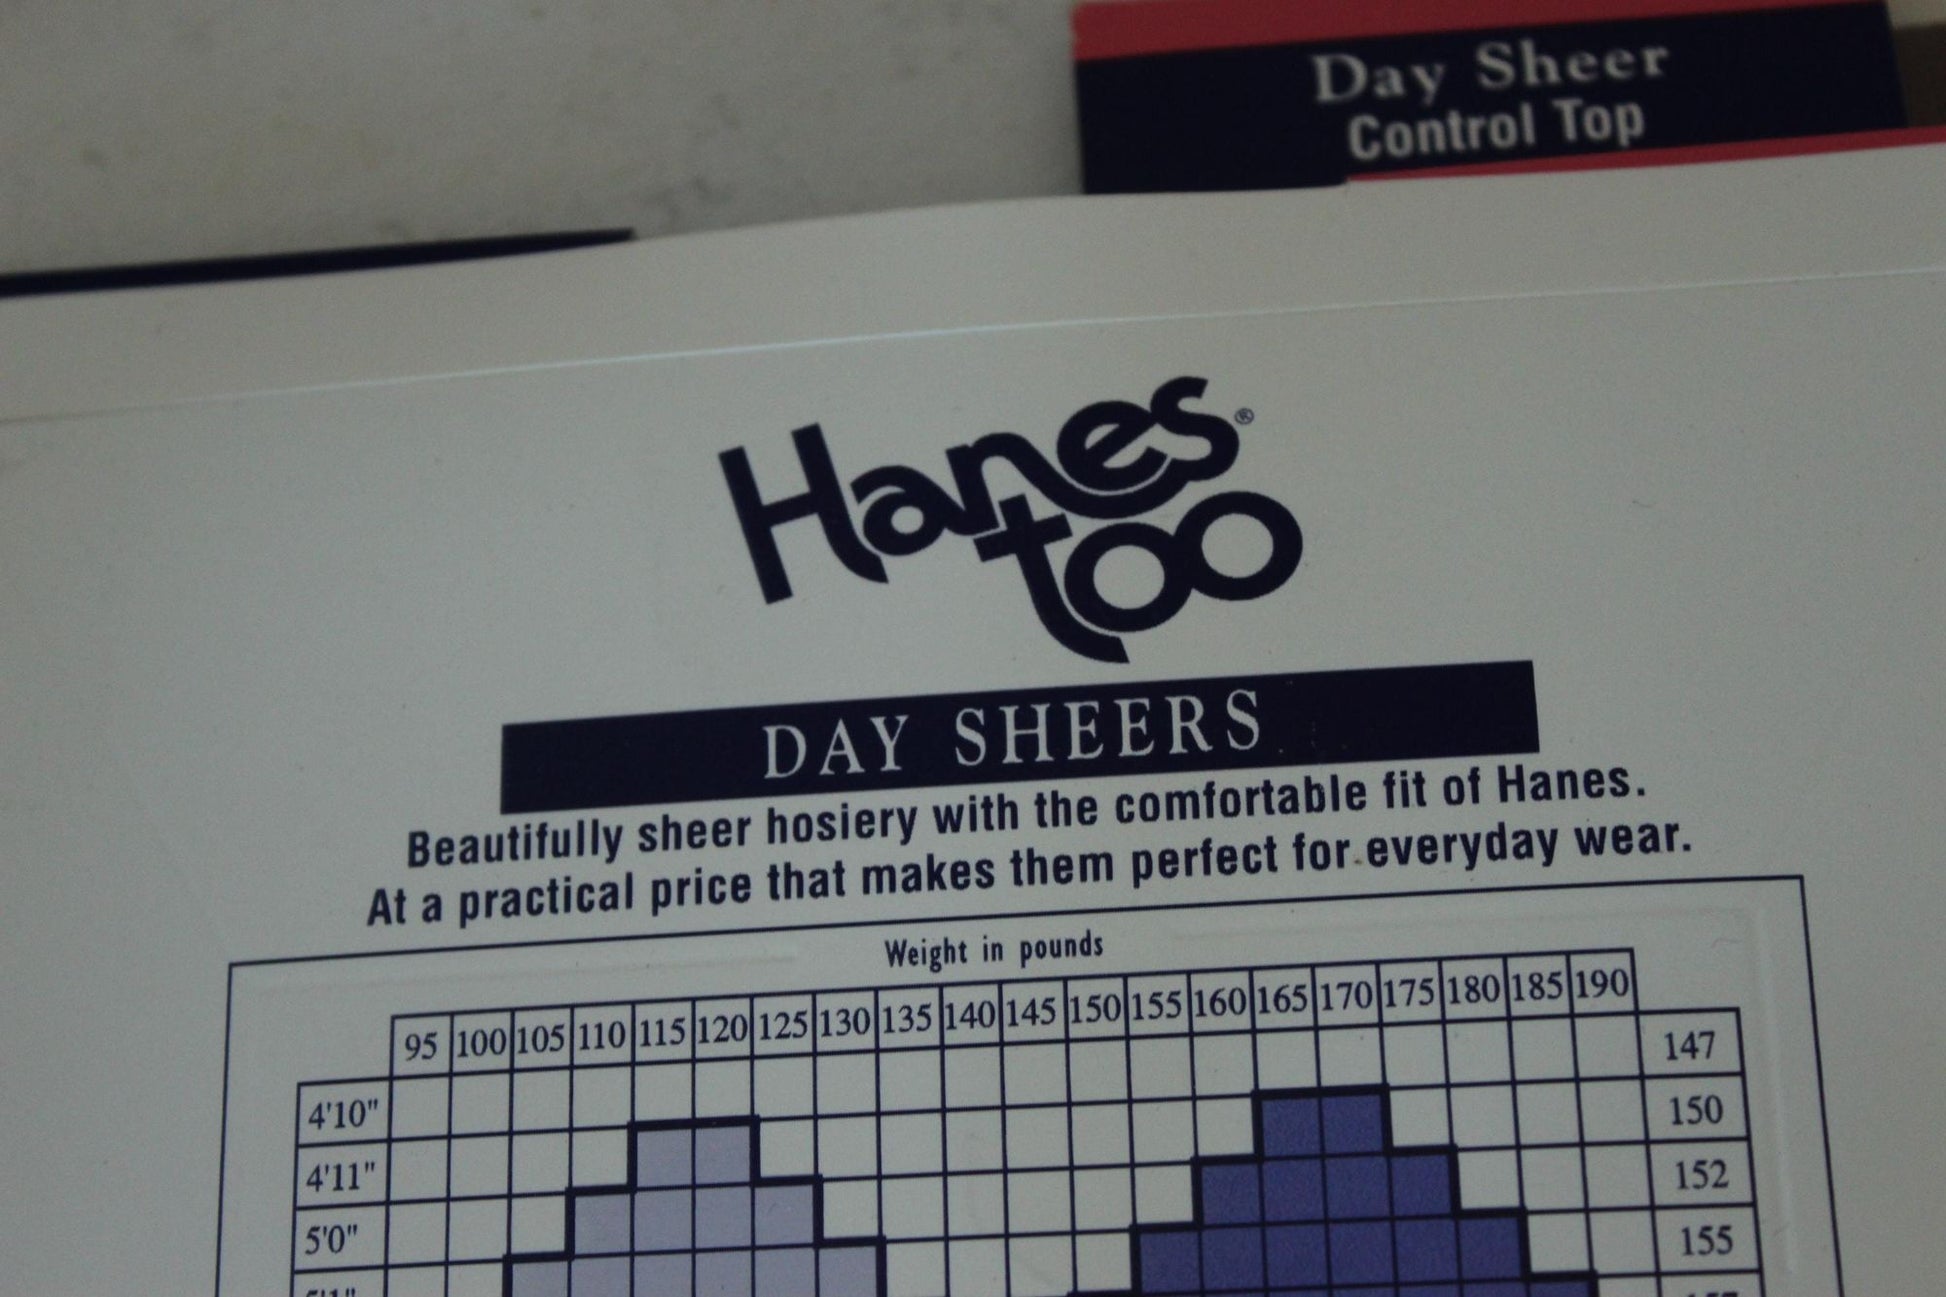 Day Sheer
Control Top
Hanes®
too
DAY SHEERS
Beautifully sheer hosiery with the comfortable fit of Hanes.
At a practical price that makes them perfect for everyday wear.
Weight in pounds
95 100 105 110 115 120 125 130 135 140 145 150 155 160 165 170 175 180 185 190
147
4'10" 150
4'11" 152
5'0" 155